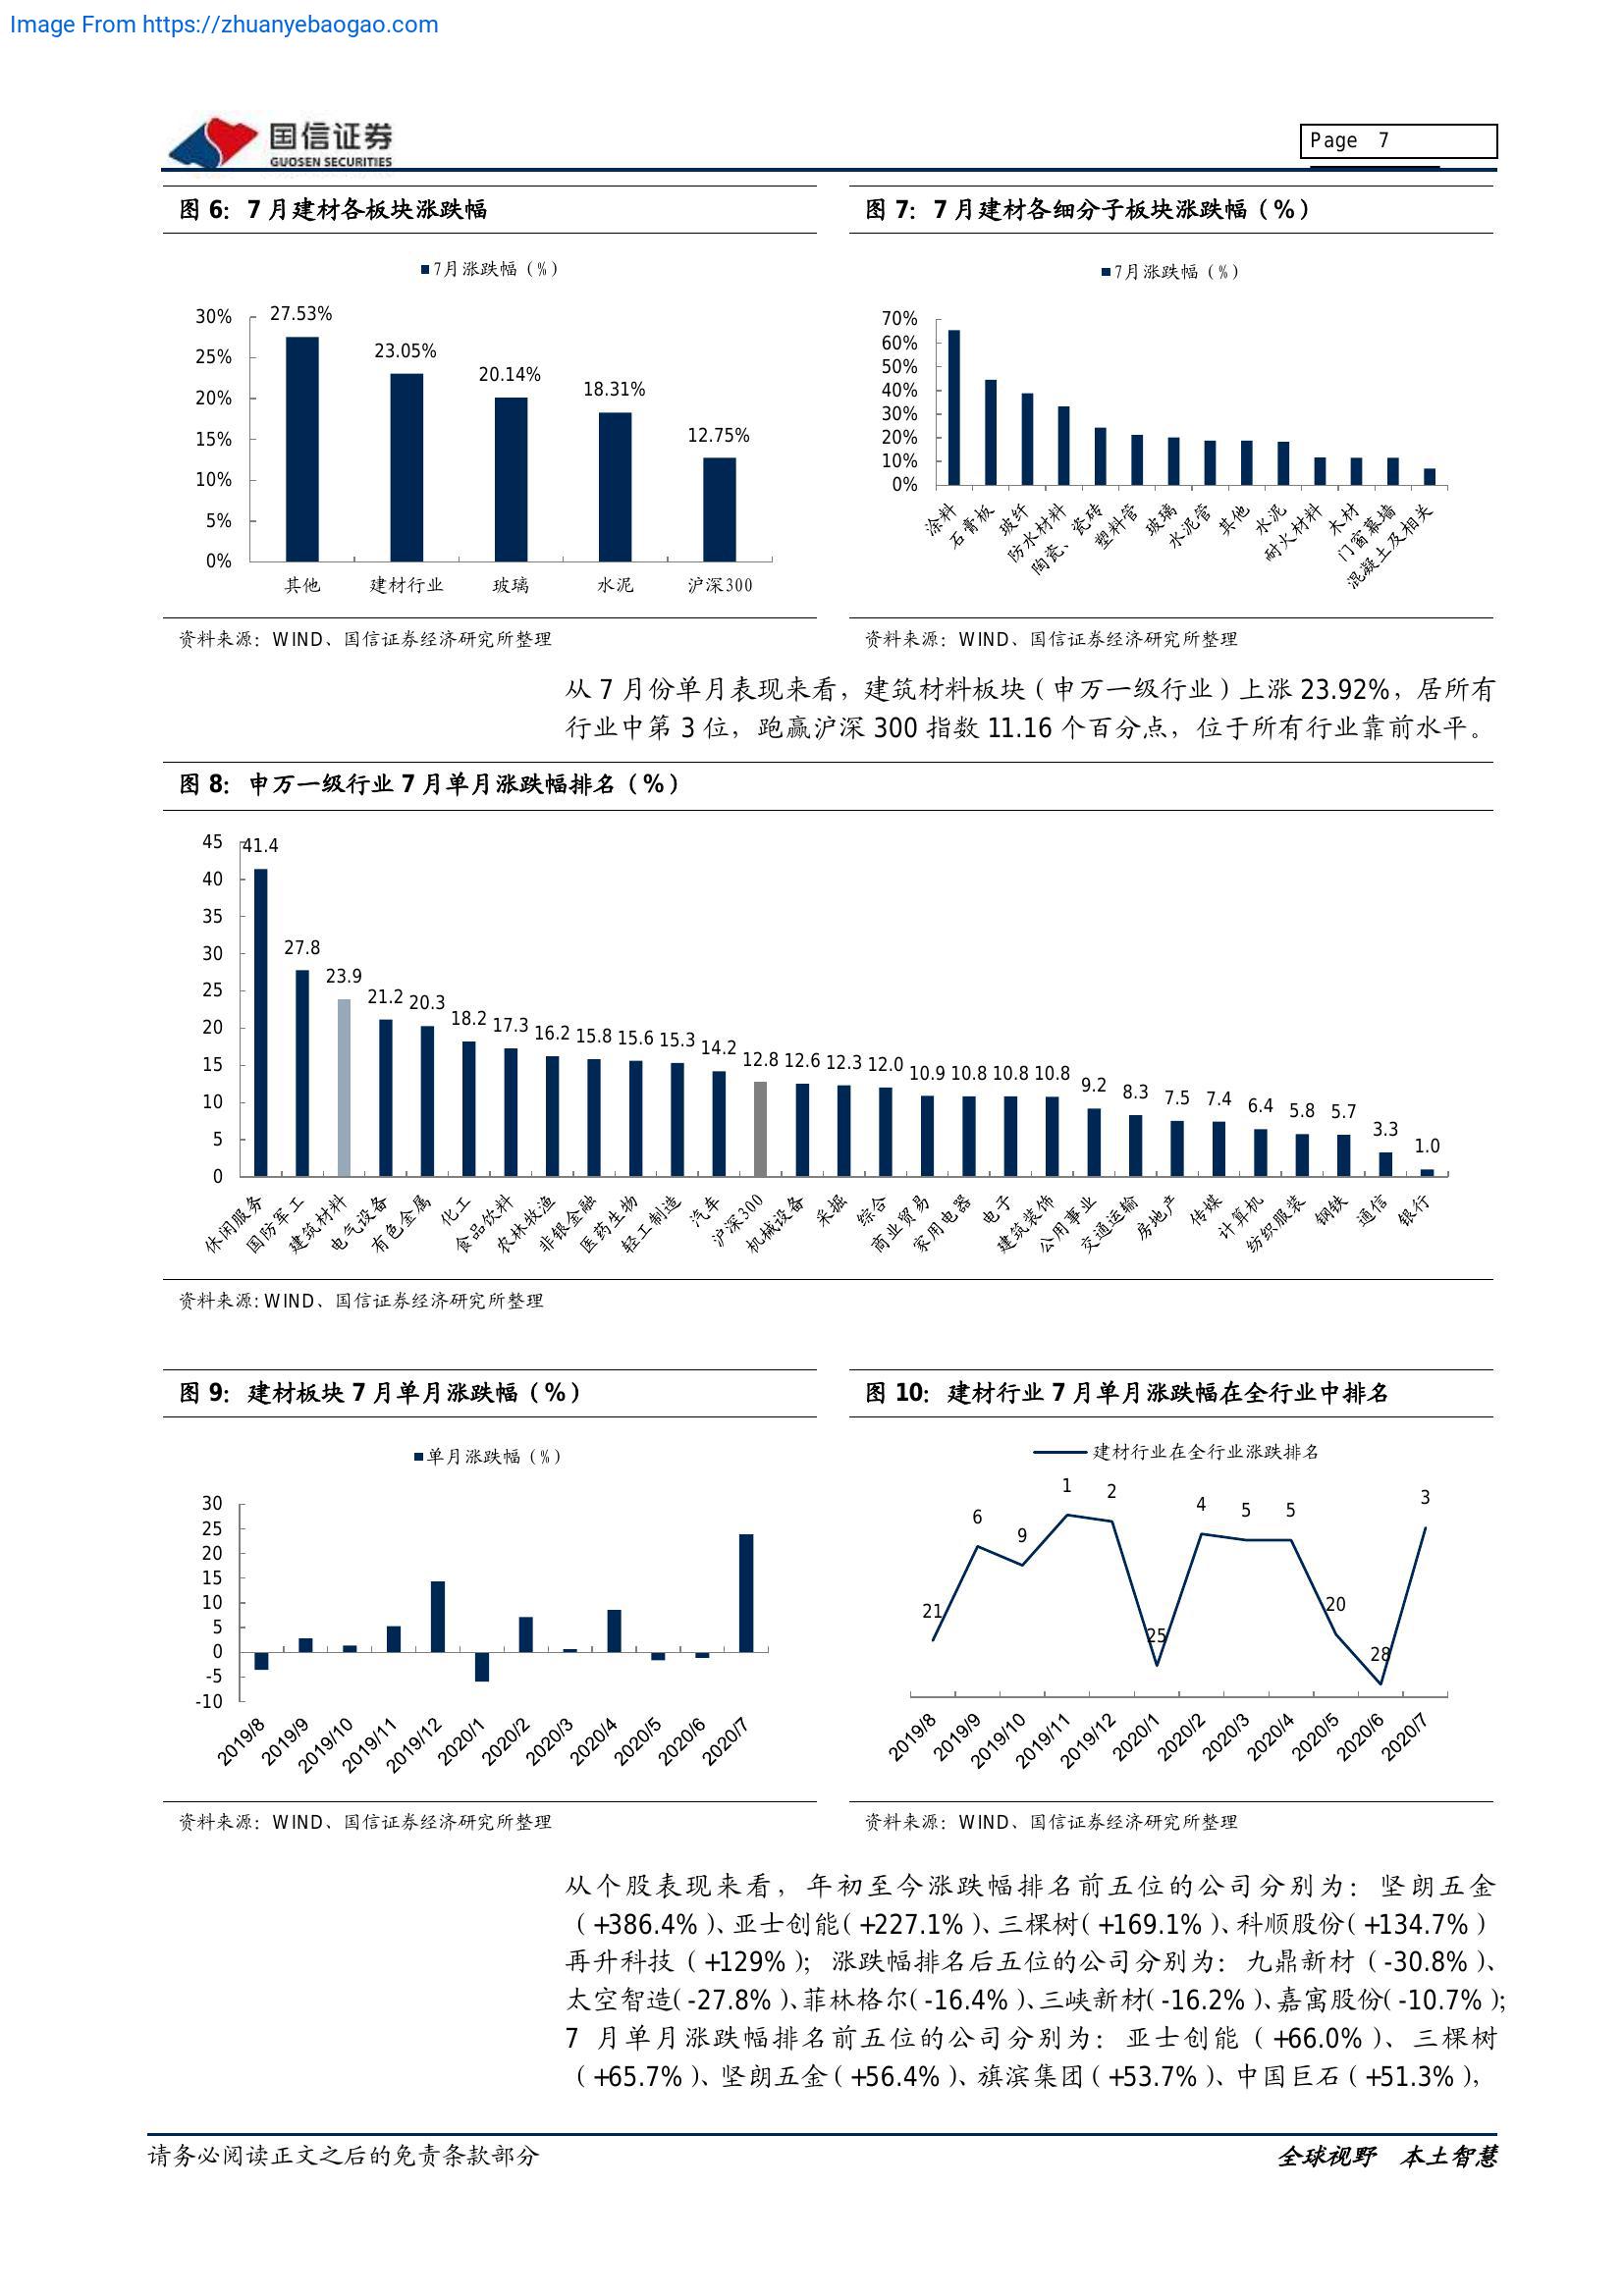 Image From https://zhuanyebaogao.com
国信证券
GUOSEN SECURITIES
Page 7
图 6：7 月建材各板块涨跌幅
7月涨跌幅（%）
30%
25%
20%
15%
10%
5%
0%
27.53%
23.05%
20.14%
18.31%
12.75%
其他 建材行业 玻璃 水泥 沪深300
资料来源：WIND、国信证券经济研究所整理
图 7：7 月建材各细分子板块涨跌幅（%）
7月涨跌幅（%）
70%
60%
50%
40%
30%
20%
10%
0%
涂料 石膏板 玻纤 防水材料 陶瓷、瓷砖 塑料管 玻璃 水泥管 其他 水泥 耐火材料 木材 门窗幕墙 混凝土及相关
资料来源：WIND、国信证券经济研究所整理
从 7 月份单月表现来看，建筑材料板块（申万一级行业）上涨 23.92%，居所有
行业中第 3 位，跑赢沪深 300 指数 11.16 个百分点，位于所有行业靠前水平。
图 8：申万一级行业 7 月单月涨跌幅排名（%）
45
40
35
30
25
20
15
10
5
0
41.4 27.8 23.9 21.2 20.3 18.2 17.3 16.2 15.8 15.6 15.3 14.2 12.8 12.6 12.3 12.0 10.9 10.8 10.8 10.8 9.2 8.3 7.5 7.4 6.4 5.8 5.7 3.3 1.0
休闲服务 国防军工 建筑材料 电气设备 有色金属 化工 食品饮料 农林牧渔 非银金融 医药生物 轻工制造 汽车 沪深300 机械设备 采掘 综合 商业贸易 家用电器 电子 建筑装饰 公用事业 交通运输 房地产 传媒 计算机 纺织服装 钢铁 通信 银行
资料来源: WIND、国信证券经济研究所整理
图 9：建材板块 7 月单月涨跌幅（%）
单月涨跌幅（%）
30
25
20
15
10
5
0
-5
-10
2019/8 2019/9 2019/10 2019/11 2019/12 2020/1 2020/2 2020/3 2020/4 2020/5 2020/6 2020/7
资料来源：WIND、国信证券经济研究所整理
图 10：建材行业 7 月单月涨跌幅在全行业中排名
建材行业在全行业涨跌排名
21 6 9 1 2 25 4 5 5 20 28 3
2019/8 2019/9 2019/10 2019/11 2019/12 2020/1 2020/2 2020/3 2020/4 2020/5 2020/6 2020/7
资料来源：WIND、国信证券经济研究所整理
从个股表现来看，年初至今涨跌幅排名前五位的公司分别为：坚朗五金
（+386.4%）、亚士创能（+227.1%）、三棵树（+169.1%）、科顺股份（+134.7%）
再升科技（+129%）；涨跌幅排名后五位的公司分别为：九鼎新材（-30.8%）、
太空智造（-27.8%）、菲林格尔（-16.4%）、三峡新材（-16.2%）、嘉寓股份（-10.7%）；
7 月单月涨跌幅排名前五位的公司分别为：亚士创能（+66.0%）、三棵树
（+65.7%）、坚朗五金（+56.4%）、旗滨集团（+53.7%）、中国巨石（+51.3%），
请务必阅读正文之后的免责条款部分
全球视野 本土智慧